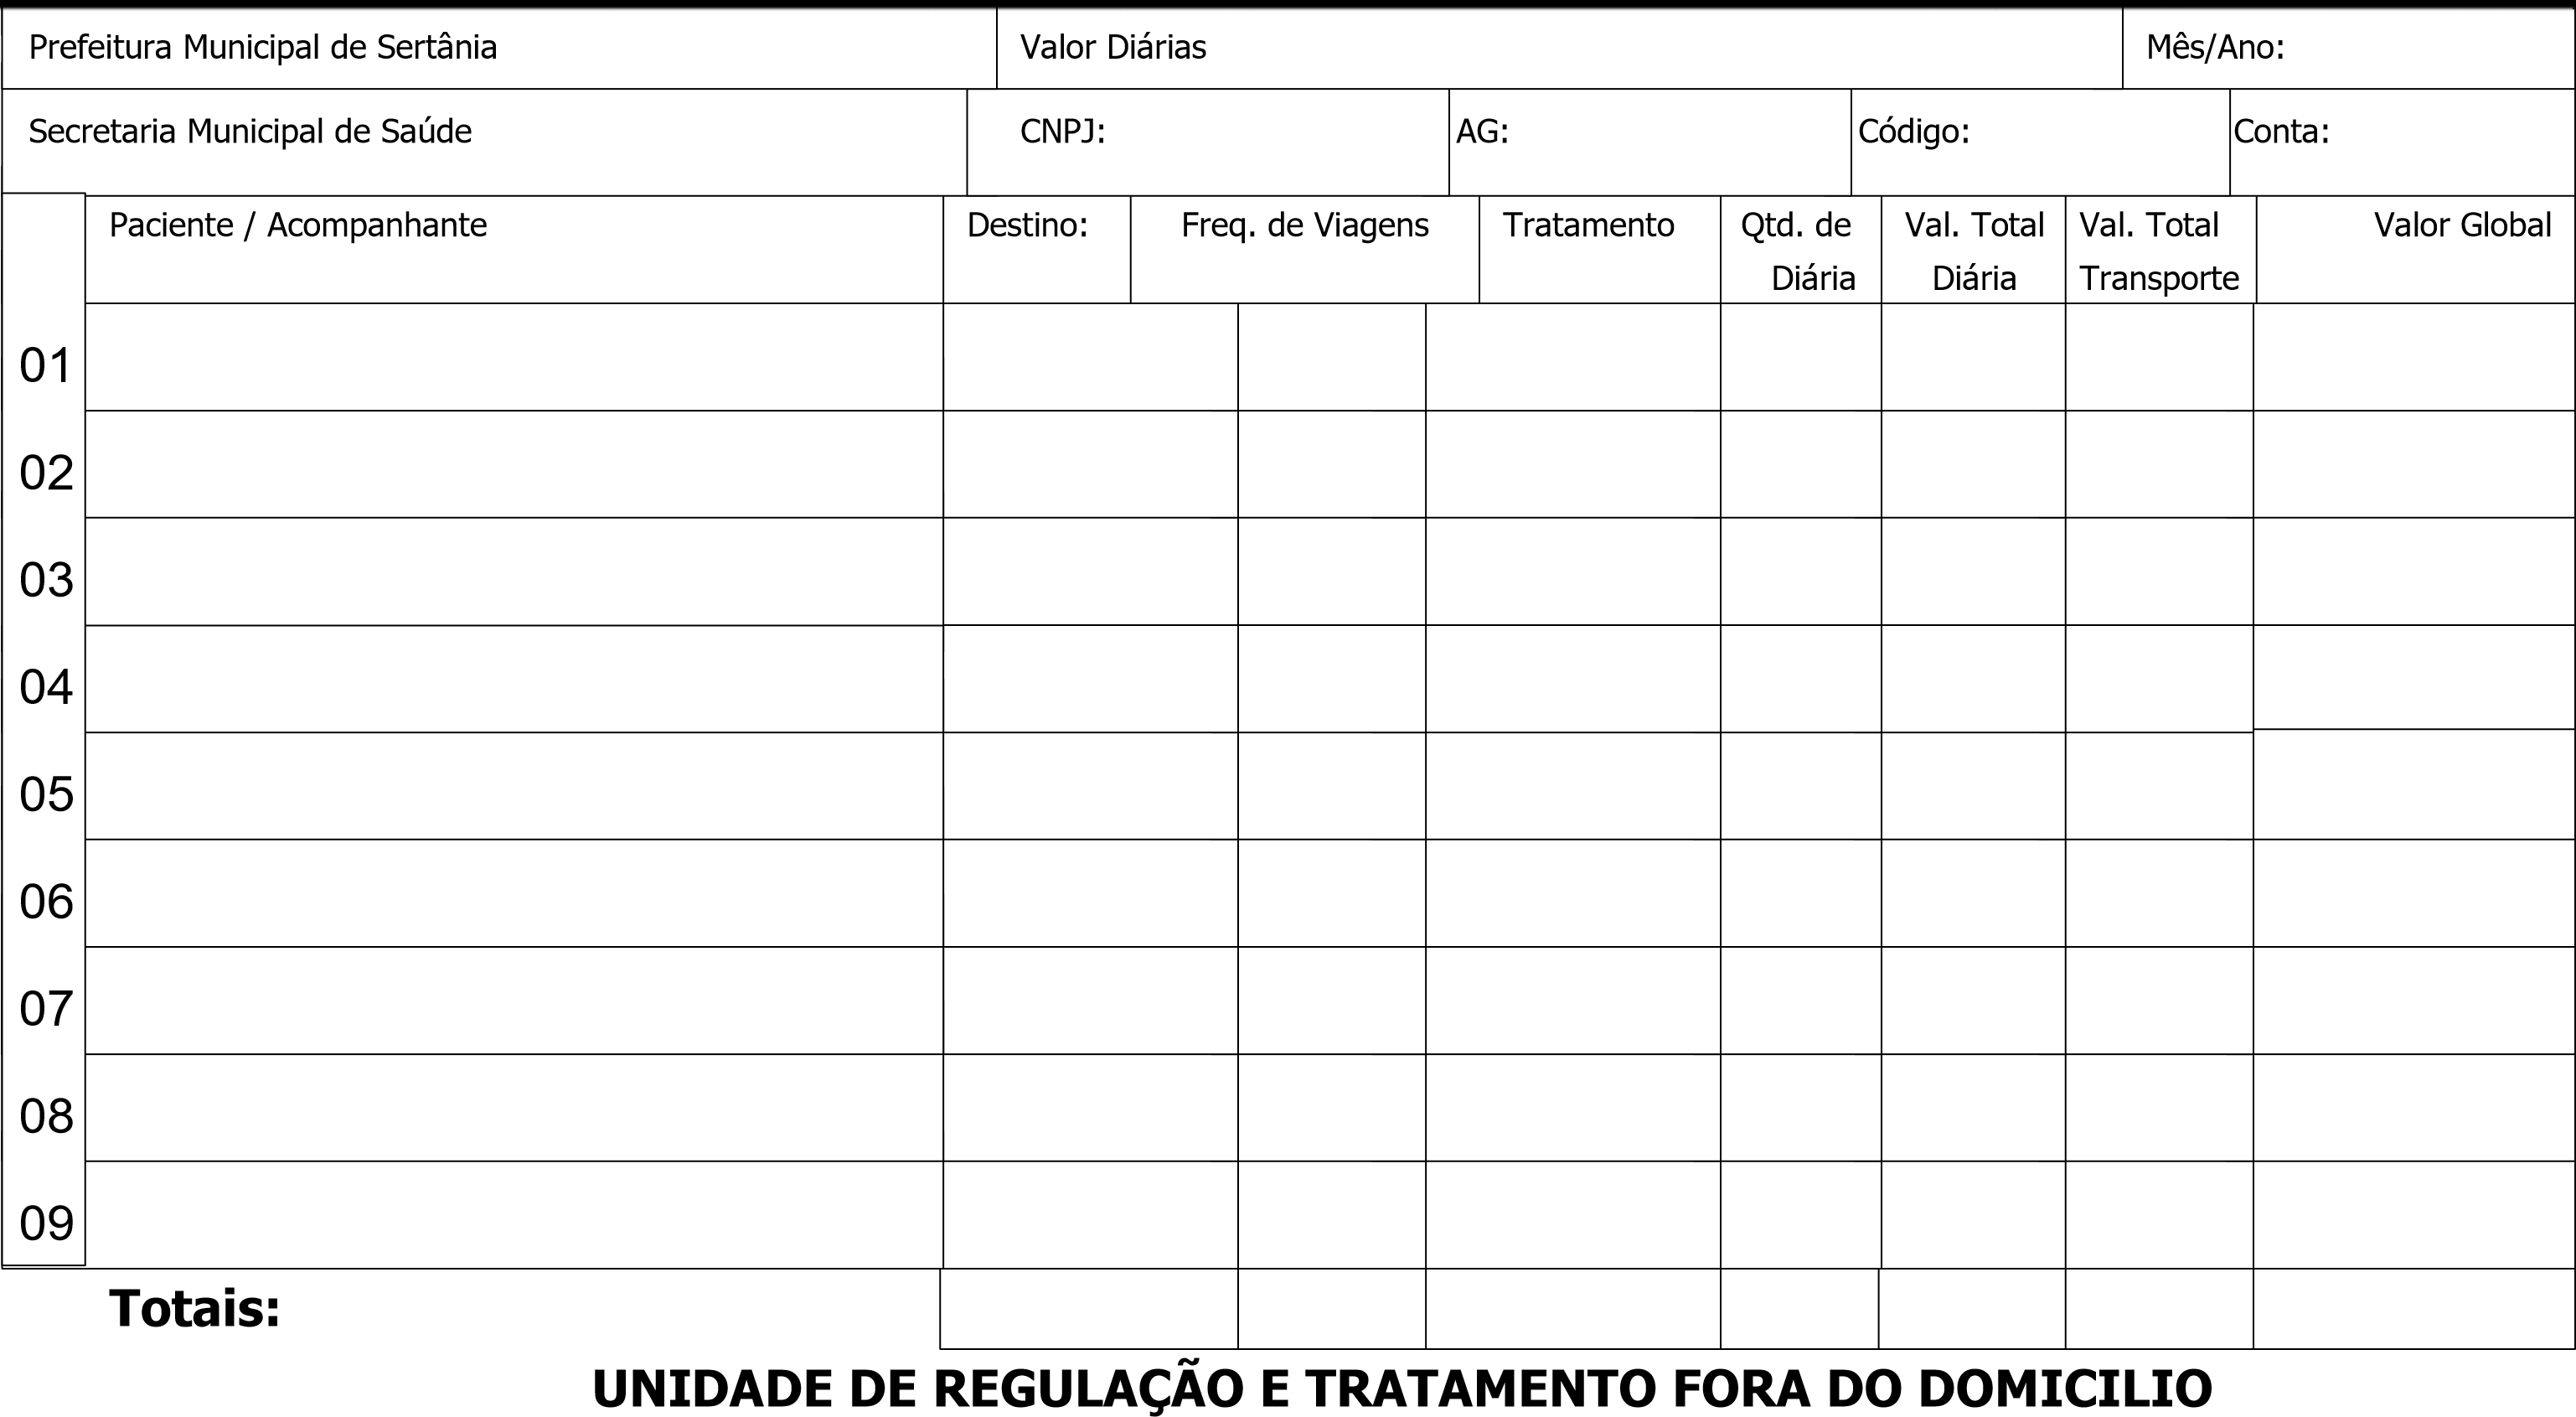 Prefeitura Municipal de Sertânia Valor Diárias Mês/Ano:
Secretaria Municipal de Saúde CNPJ: AG: Código: Conta:
Paciente / Acompanhante Destino: Freq. de Viagens Tratamento Qtd. de Val. Total Val. Total Valor Global
Diária Diária Transporte
01
02
03
04
05
06
07
08
09
Totais:
UNIDADE DE REGULAÇÃO E TRATAMENTO FORA DO DOMICILIO